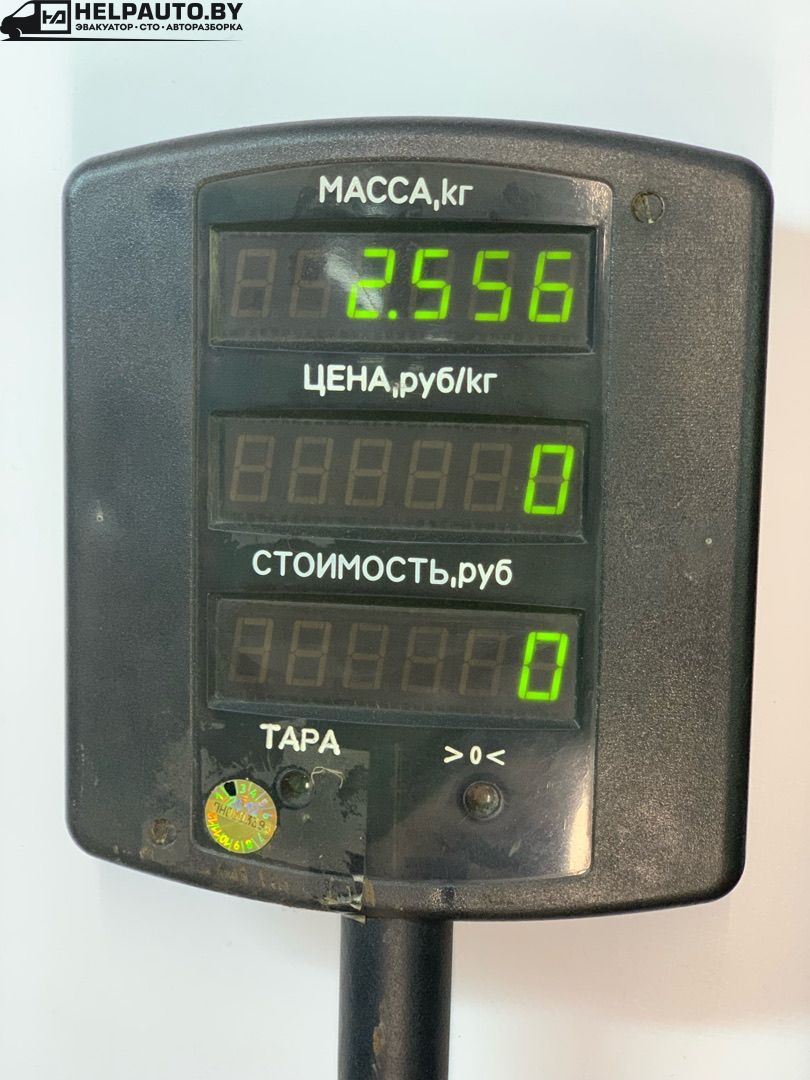 HELPAUTO.BY
ЭВАКУАТОР • СТО • АВТОРАЗБОРКА
МАССА,кг
2.556
ЦЕНА,руб/кг
0
СТОИМОСТЬ,руб
0
ТАРА
>0<